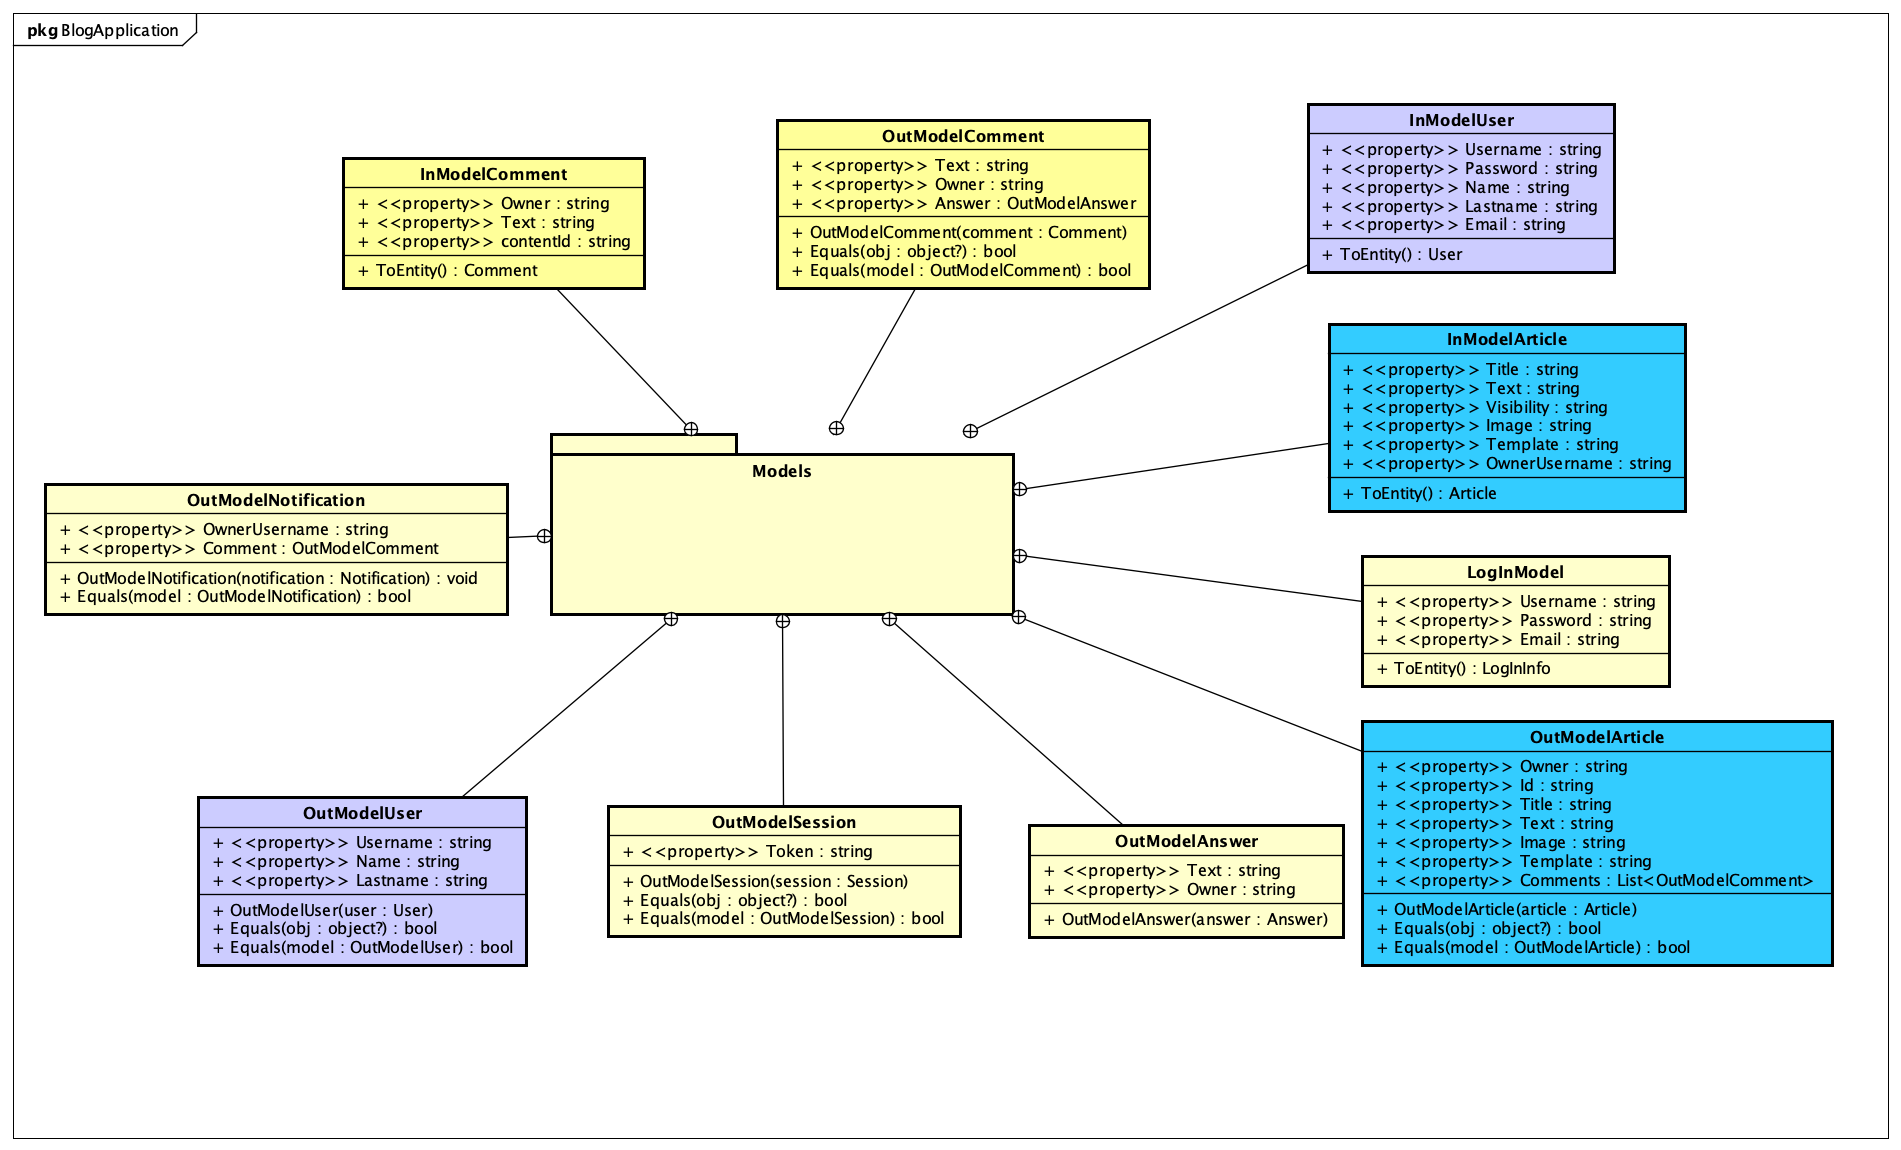 pkg BlogApplication
InModelComment
+ <<property>> Owner : string
+ <<property>> Text : string
+ <<property>> contentId : string
+ ToEntity() : Comment
OutModelComment
+ <<property>> Text : string
+ <<property>> Owner : string
+ <<property>> Answer : OutModelAnswer
+ OutModelComment(comment : Comment)
+ Equals(obj : object?) : bool
+ Equals(model : OutModelComment) : bool
InModelUser
+ <<property>> Username : string
+ <<property>> Password : string
+ <<property>> Name : string
+ <<property>> Lastname : string
+ <<property>> Email : string
+ ToEntity() : User
InModelArticle
+ <<property>> Title : string
+ <<property>> Text : string
+ <<property>> Visibility : string
+ <<property>> Image : string
+ <<property>> Template : string
+ <<property>> OwnerUsername : string
+ ToEntity() : Article
Models
OutModelNotification
+ <<property>> OwnerUsername : string
+ <<property>> Comment : OutModelComment
+ OutModelNotification(notification : Notification) : void
+ Equals(model : OutModelNotification) : bool
LogInModel
+ <<property>> Username : string
+ <<property>> Password : string
+ <<property>> Email : string
+ ToEntity() : LogInInfo
OutModelUser
+ <<property>> Username : string
+ <<property>> Name : string
+ <<property>> Lastname : string
+ OutModelUser(user : User)
+ Equals(obj : object?) : bool
+ Equals(model : OutModelUser) : bool
OutModelSession
+ <<property>> Token : string
+ OutModelSession(session : Session)
+ Equals(obj : object?) : bool
+ Equals(model : OutModelSession) : bool
OutModelAnswer
+ <<property>> Text : string
+ <<property>> Owner : string
+ OutModelAnswer(answer : Answer)
OutModelArticle
+ <<property>> Owner : string
+ <<property>> Id : string
+ <<property>> Title : string
+ <<property>> Text : string
+ <<property>> Image : string
+ <<property>> Template : string
+ <<property>> Comments : List<OutModelComment>
+ OutModelArticle(article : Article)
+ Equals(obj : object?) : bool
+ Equals(model : OutModelArticle) : bool